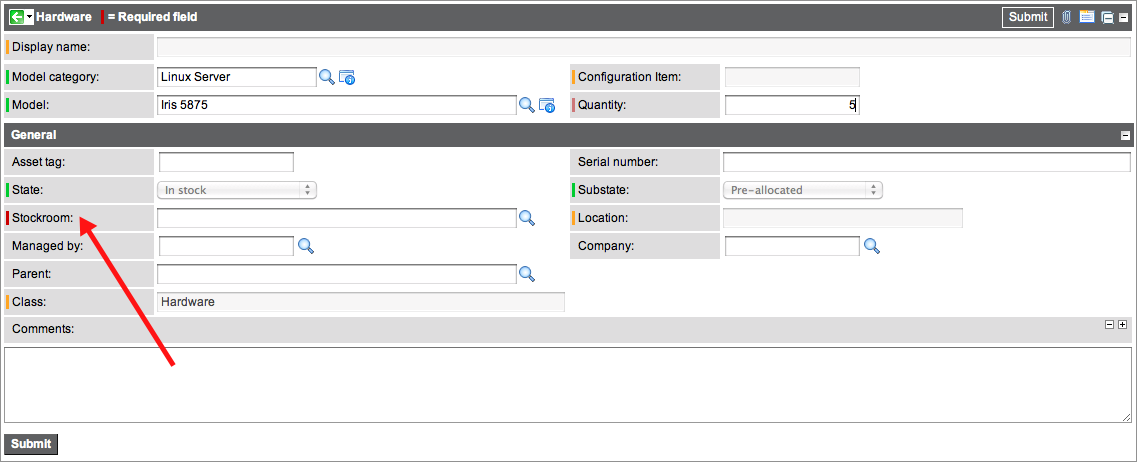 Hardware = Required field Submit
Display name:
Model category: Linux Server Configuration Item:
Model: Iris 5875 Quantity: 5
General
Asset tag: Serial number:
State: In stock Substate: Pre-allocated
Stockroom: Location:
Managed by: Company:
Parent:
Class: Hardware
Comments:
Submit